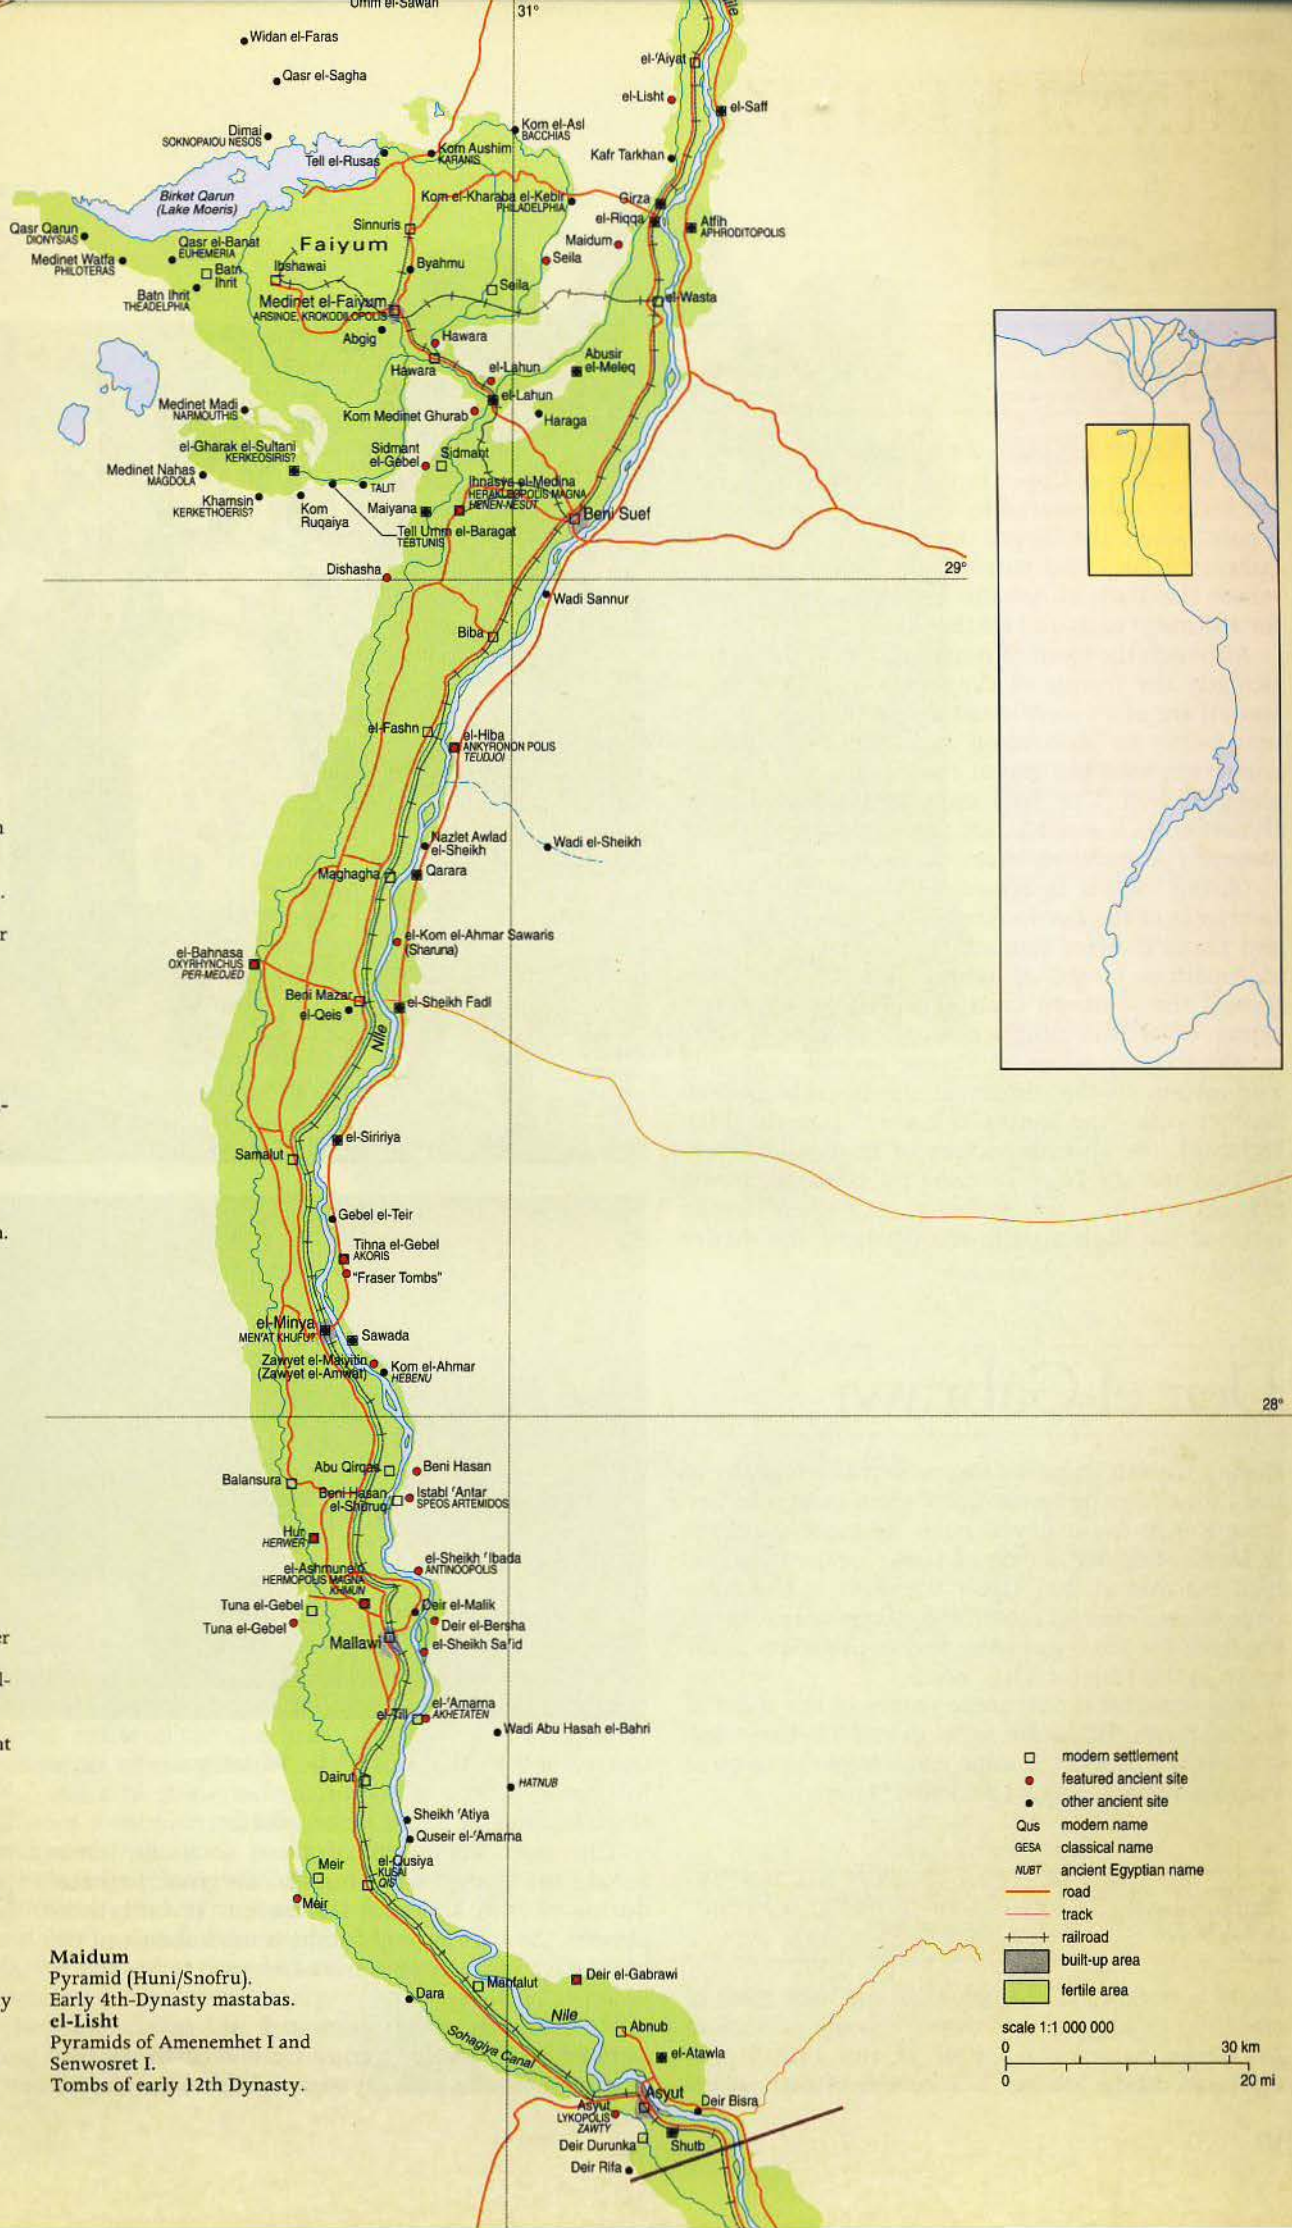 Umm el-Sawan
31°
Nile
Widan el-Faras
el-'Aiyat
Qasr el-Sagha
el-Lisht
el-Saff
Kom el-Asl
BACCHIAS
Dimai
SOKNOPAIOU NESOS
Kom Aushim
KARANIS
Tell el-Rusas
Kafr Tarkhan
Birket Qarun
(Lake Moeris)
Kom el-Kharaba el-Kebir
PHILADELPHIA
Girza
el-Riqqa
Atfih
APHRODITOPOLIS
Sinnuris
Qasr Qarun
DIONYSIAS
Qasr el-Banat
EUHEMERIA
Faiyum
Maidum
Medinet Watfa
PHILOTERAS
Batn
Ihrit
Ibshawai
Byahmu
Seila
Seila
Batn Ihrit
THEADELPHIA
Medinet el-Faiyum
ARSINOE, KROKODILOPOLIS
el-Wasta
Abgig
Hawara
Hawara
Abusir
el-Meleq
el-Lahun
el-Lahun
Medinet Madi
NARMOUTHIS
Kom Medinet Ghurab
Haraga
el-Gharak el-Sultani
KERKEOSIRIS?
Sidmant
el-Gebel
Sidmant
Medinet Nahas
MAGDOLA
TALIT
Ihnasya el-Medina
HERAKLEOPOLIS MAGNA
HENEN-NESUT
Khamsin
KERKETHOERIS?
Kom
Ruqaiya
Maiyana
Beni Suef
Tell Umm el-Baragat
TEBTUNIS
Dishasha
29°
Wadi Sannur
Biba
el-Fashn
el-Hiba
ANKYRONON POLIS
TEUDJOI
Nazlet Awlad
el-Sheikh
Wadi el-Sheikh
Maghagha
Qarara
el-Kom el-Ahmar Sawaris
(Sharuna)
el-Bahnasa
OXYRHYNCHUS
PER-MEDJED
Beni Mazar
el-Sheikh Fadl
el-Qeis
Nile
el-Siririya
Samalut
Gebel el-Teir
Tihna el-Gebel
AKORIS
"Fraser Tombs"
el-Minya
MEN'AT KHUFU?
Sawada
Zawyet el-Maiyitin
(Zawyet el-Amwat)
Kom el-Ahmar
HEBENU
28°
Abu Qirqas
Beni Hasan
Balansura
Beni Hasan
el-Shuruq
Istabl 'Antar
SPEOS ARTEMIDOS
Hur
HERWER
el-Sheikh 'Ibada
ANTINOOPOLIS
el-Ashmunein
HERMOPOLIS MAGNA
KHMUN
Tuna el-Gebel
Deir el-Malik
Tuna el-Gebel
Deir el-Bersha
Mallawi
el-Sheikh Sa'id
el-Till
el-'Amarna
AKHETATEN
Wadi Abu Hasah el-Bahri
Dairut
HATNUB
Sheikh 'Atiya
Quseir el-'Amarna
Meir
el-Qusiya
KUSAI
QIS
Meir
Manfalut
Deir el-Gabrawi
Dara
Nile
Abnub
Sohagiya Canal
el-Atawla
Asyut
Asyut
LYKOPOLIS
ZAWTY
Deir Bisra
Deir Durunka
Shutb
Deir Rifa
modern settlement
featured ancient site
other ancient site
Qus modern name
GESA classical name
NUBT ancient Egyptian name
road
track
railroad
built-up area
fertile area
scale 1:1 000 000
0 30 km
0 20 mi
Maidum
Pyramid (Huni/Snofru).
Early 4th-Dynasty mastabas.
el-Lisht
Pyramids of Amenemhet I and
Senwosret I.
Tombs of early 12th Dynasty.